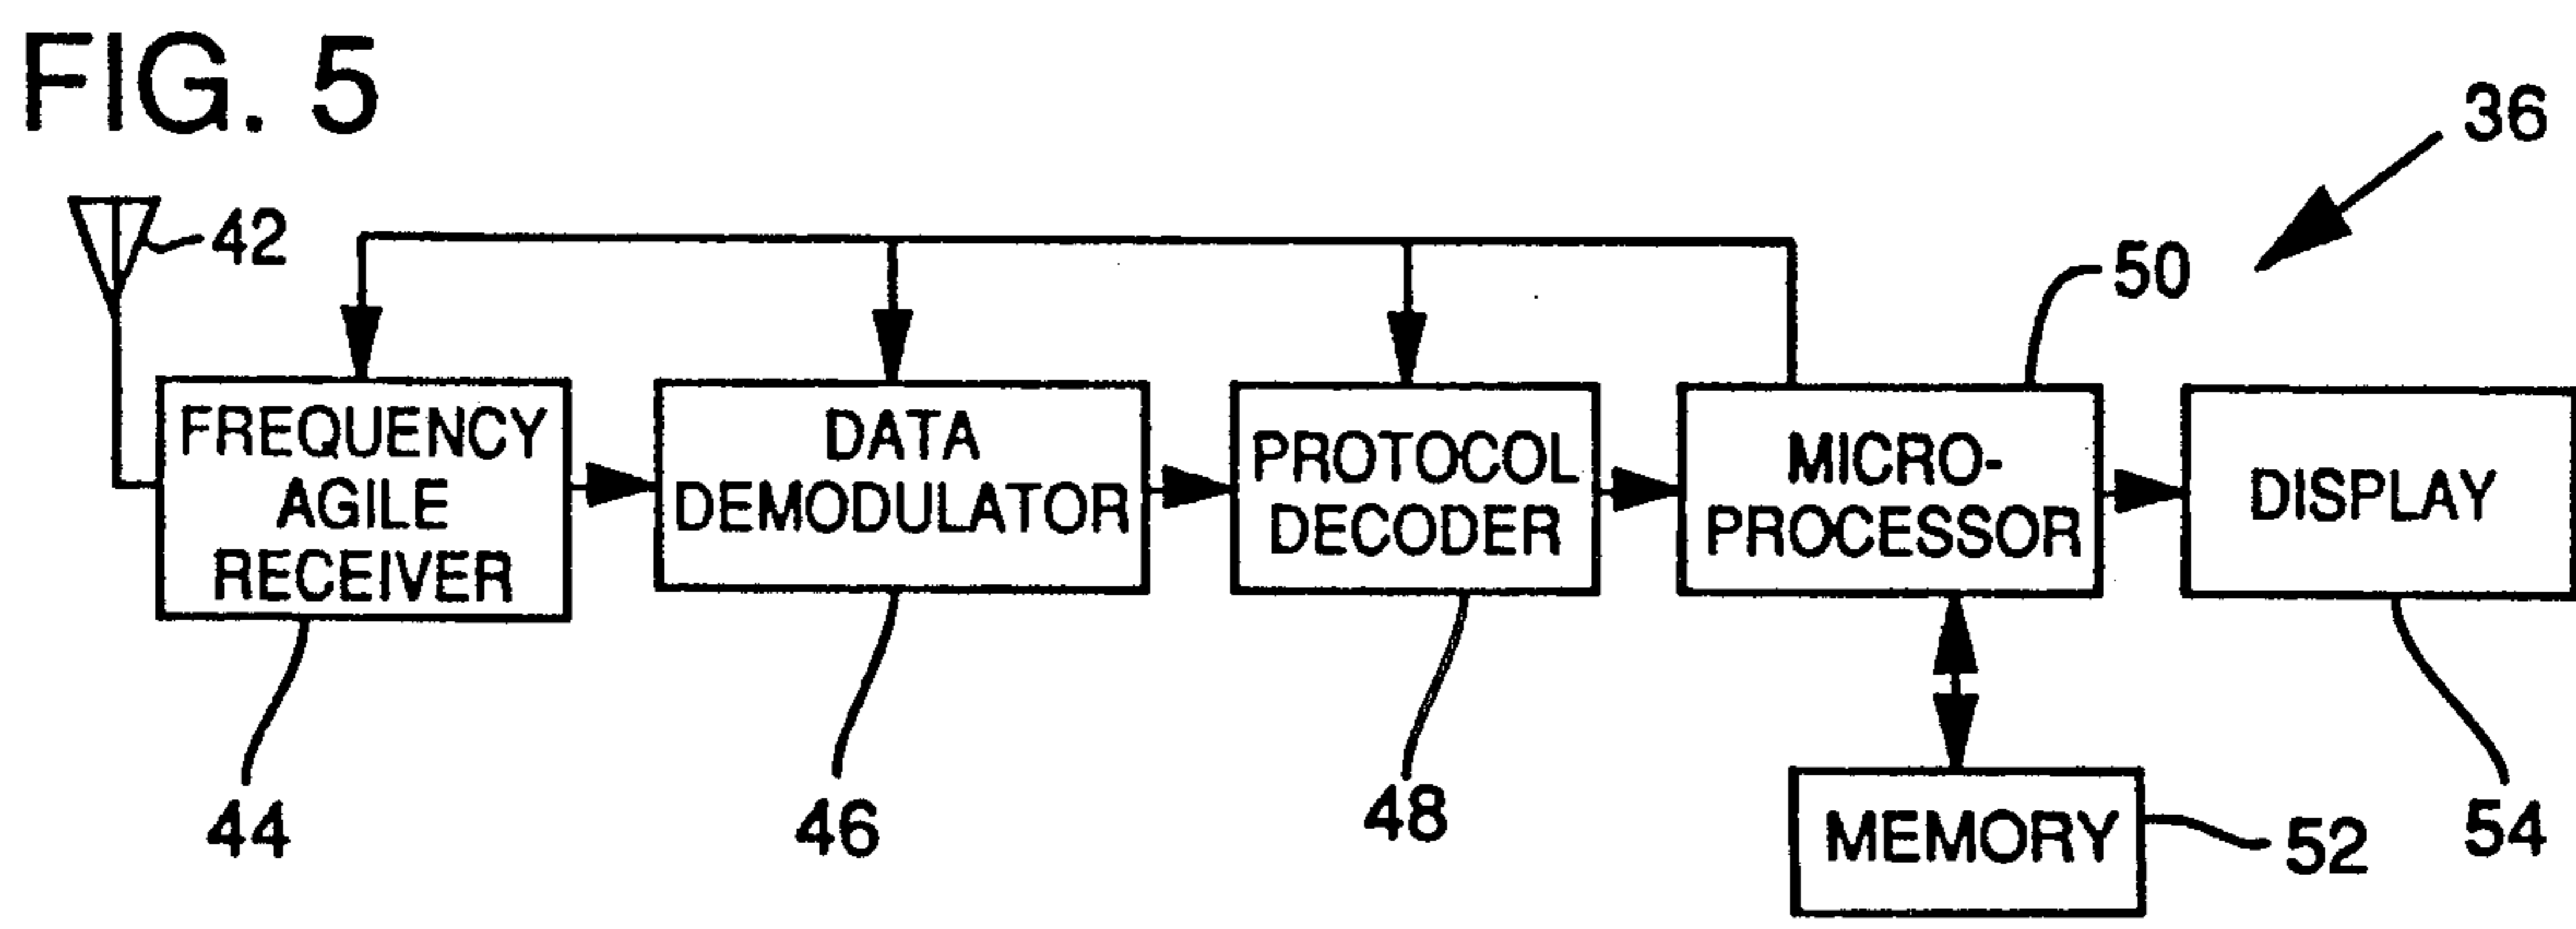 FIG. 5
36
42
50
FREQUENCY
AGILE
RECEIVER
DATA
DEMODULATOR
PROTOCOL
DECODER
MICRO-
PROCESSOR
DISPLAY
44
46
48
MEMORY
52
54